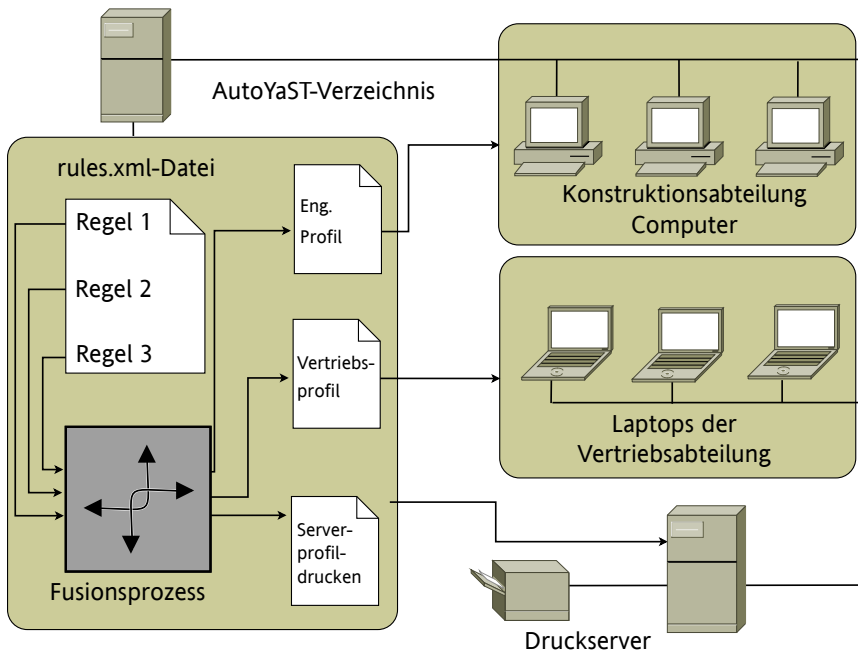 AutoYaST-Verzeichnis
rules.xml-Datei
Regel 1
Regel 2
Regel 3
Fusionsprozess
Eng.
Profil
Vertriebs-
profil
Server-
profil-
drucken
Konstruktionsabteilung
Computer
Laptops der
Vertriebsabteilung
Druckserver